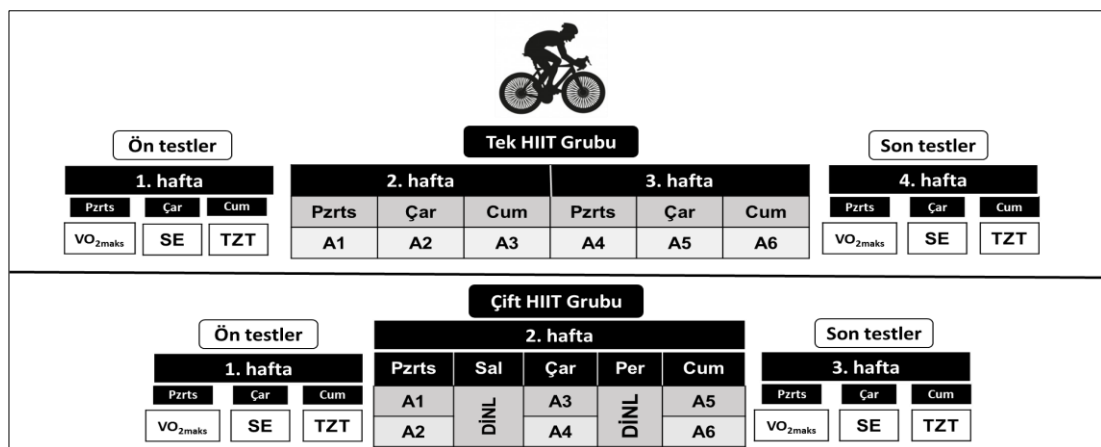 Tek HIIT Grubu
Ön testler
1. hafta
Pzrts Çar Cum
VO2maks SE TZT
2. hafta 3. hafta
Pzrts Çar Cum Pzrts Çar Cum
A1 A2 A3 A4 A5 A6
Son testler
4. hafta
Pzrts Çar Cum
VO2maks SE TZT
Çift HIIT Grubu
Ön testler
1. hafta
Pzrts Çar Cum
VO2maks SE TZT
2. hafta
Pzrts Sal Çar Per Cum
A1 DİNL A3 DİNL A5
A2 A4 A6
Son testler
3. hafta
Pzrts Çar Cum
VO2maks SE TZT